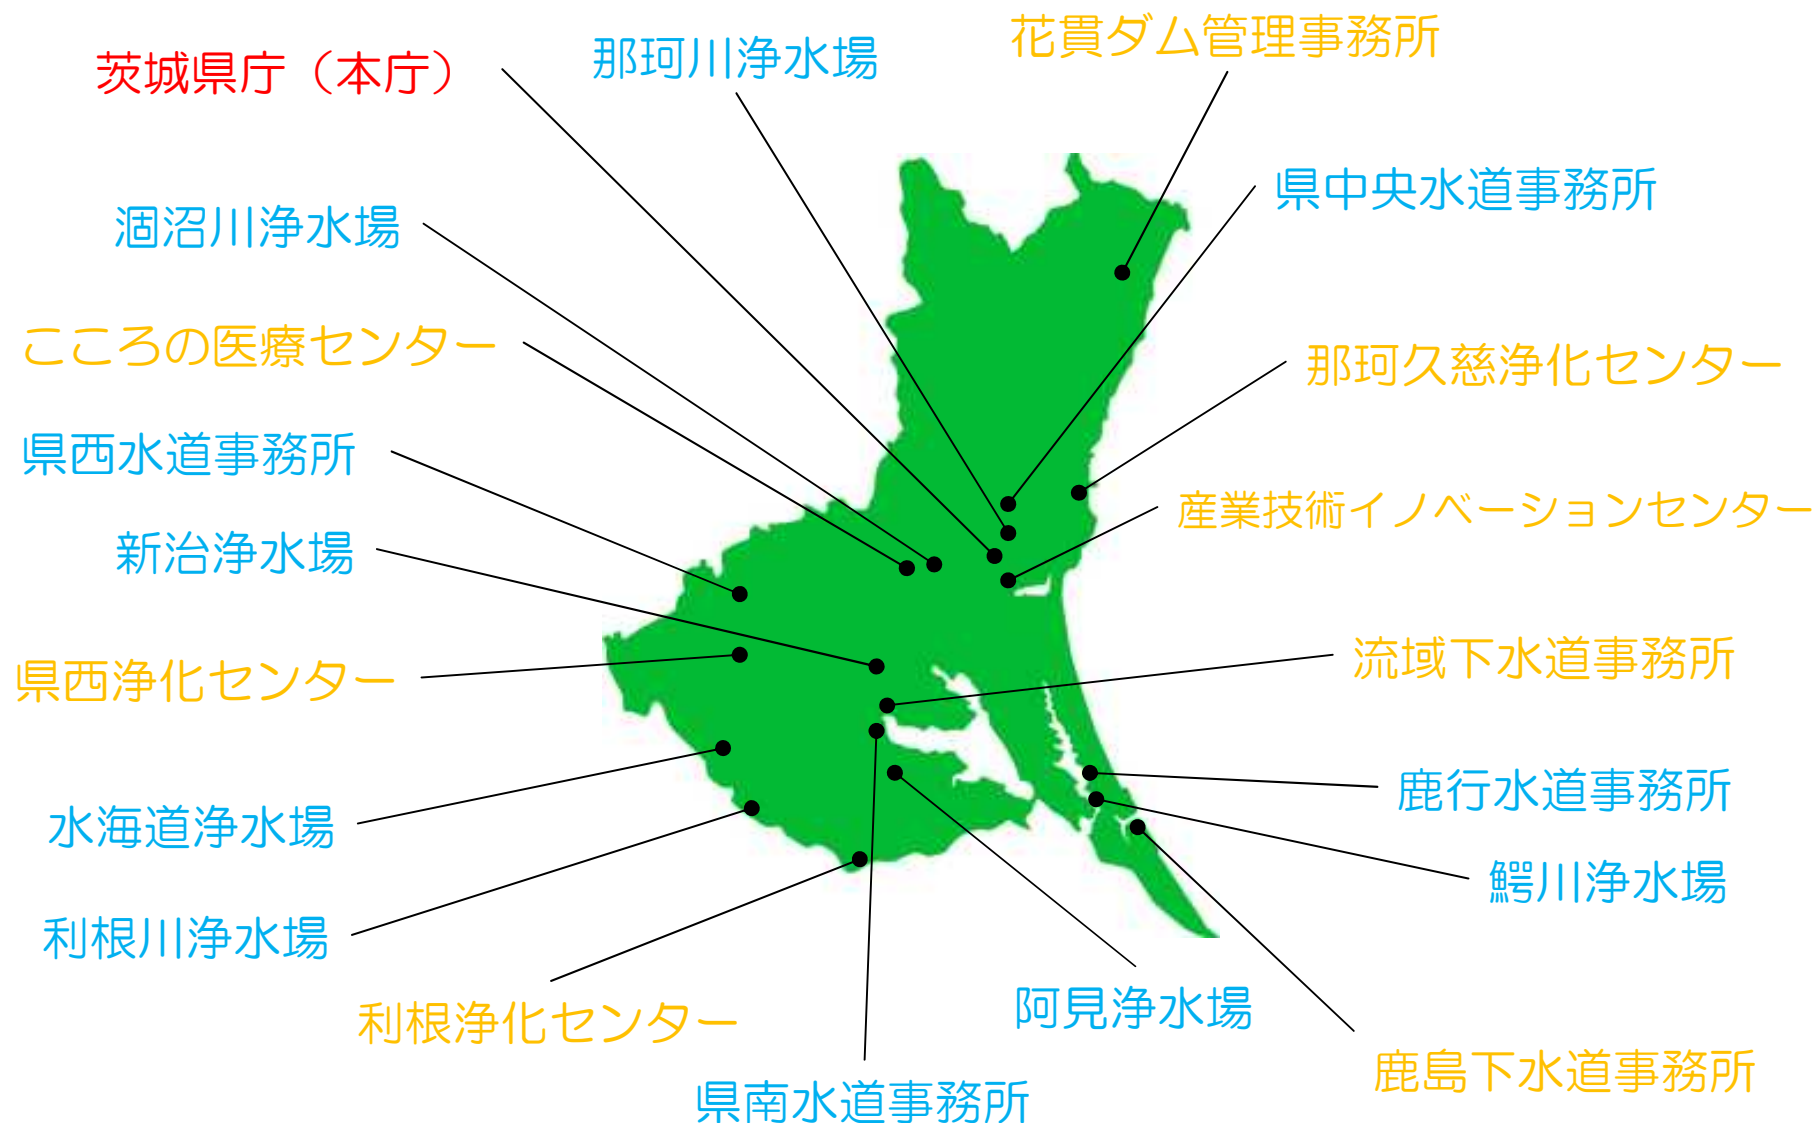 花貫ダム管理事務所
那珂川浄水場
茨城県庁（本庁）
県中央水道事務所
涸沼川浄水場
こころの医療センター
那珂久慈浄化センター
県西水道事務所
産業技術イノベーションセンター
新治浄水場
流域下水道事務所
県西浄化センター
鹿行水道事務所
水海道浄水場
鰐川浄水場
利根川浄水場
阿見浄水場
利根浄化センター
鹿島下水道事務所
県南水道事務所